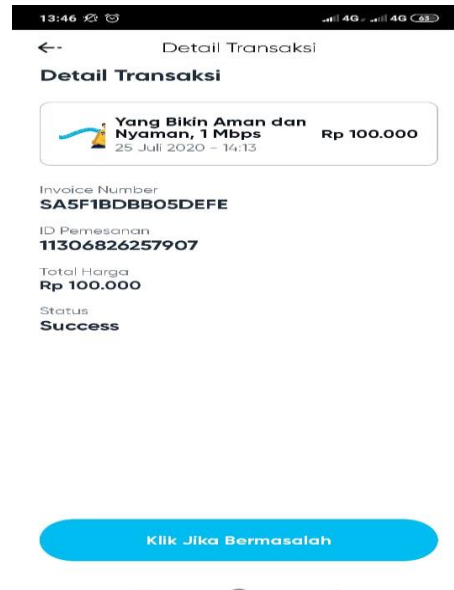 13:46 4G 4G 63
Detail Transaksi
Detail Transaksi
Yang Bikin Aman dan
Nyaman, 1 Mbps Rp 100.000
25 Juli 2020 - 14:13
Invoice Number
SA5F1BDBB05DEFE
ID Pemesanan
11306826257907
Total Harga
Rp 100.000
Status
Success
Klik Jika Bermasalah